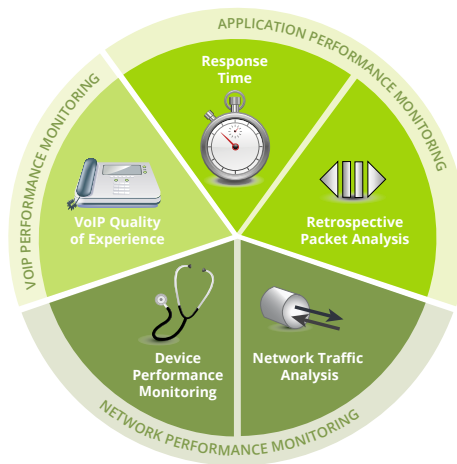 APPLICATION PERFORMANCE MONITORING
Response
Time
VOIP PERFORMANCE MONITORING
VoIP Quality
of Experience
Retrospective
Packet Analysis
Device
Performance
Monitoring
Network Traffic
Analysis
NETWORK PERFORMANCE MONITORING